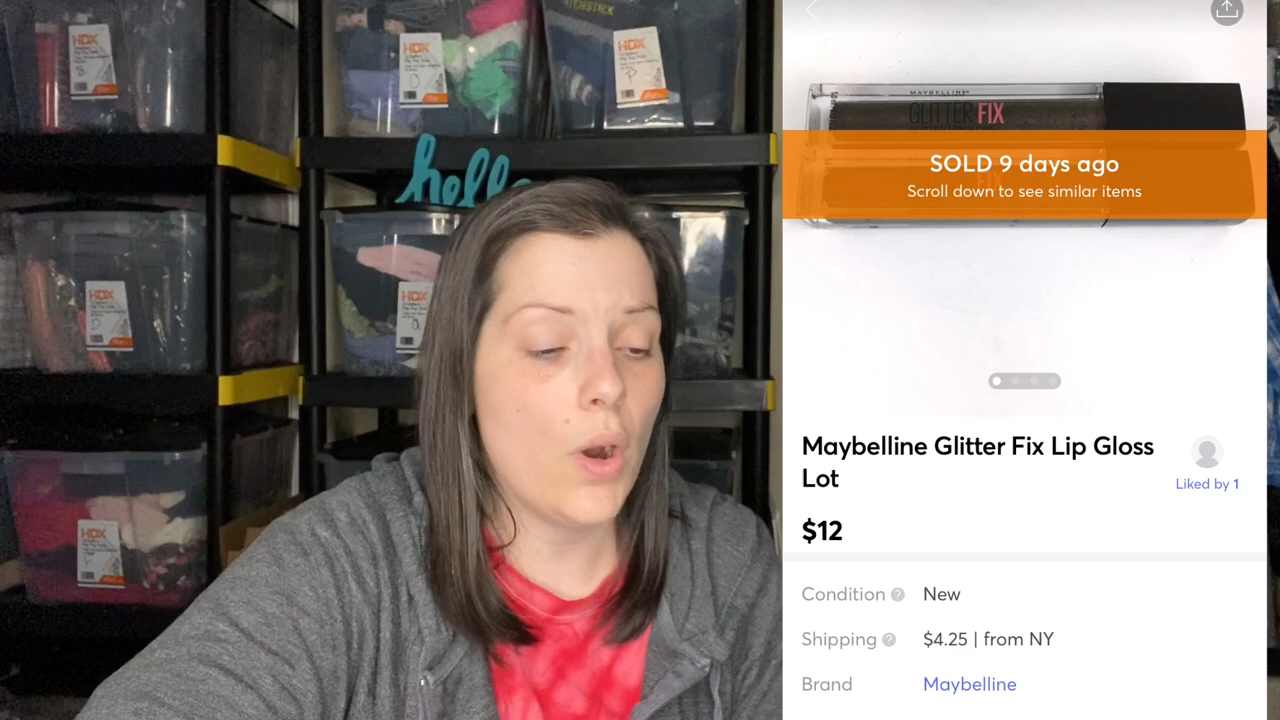 HDX
B
HDX
O
HDX
P
hello
HDX
D
HDX
Q
HDX
MAYBELLINE
GLITTER FIX
SOLD 9 days ago
Scroll down to see similar items
Maybelline Glitter Fix Lip Gloss
Lot
Liked by 1
$12
Condition ? New
Shipping ? $4.25 | from NY
Brand Maybelline